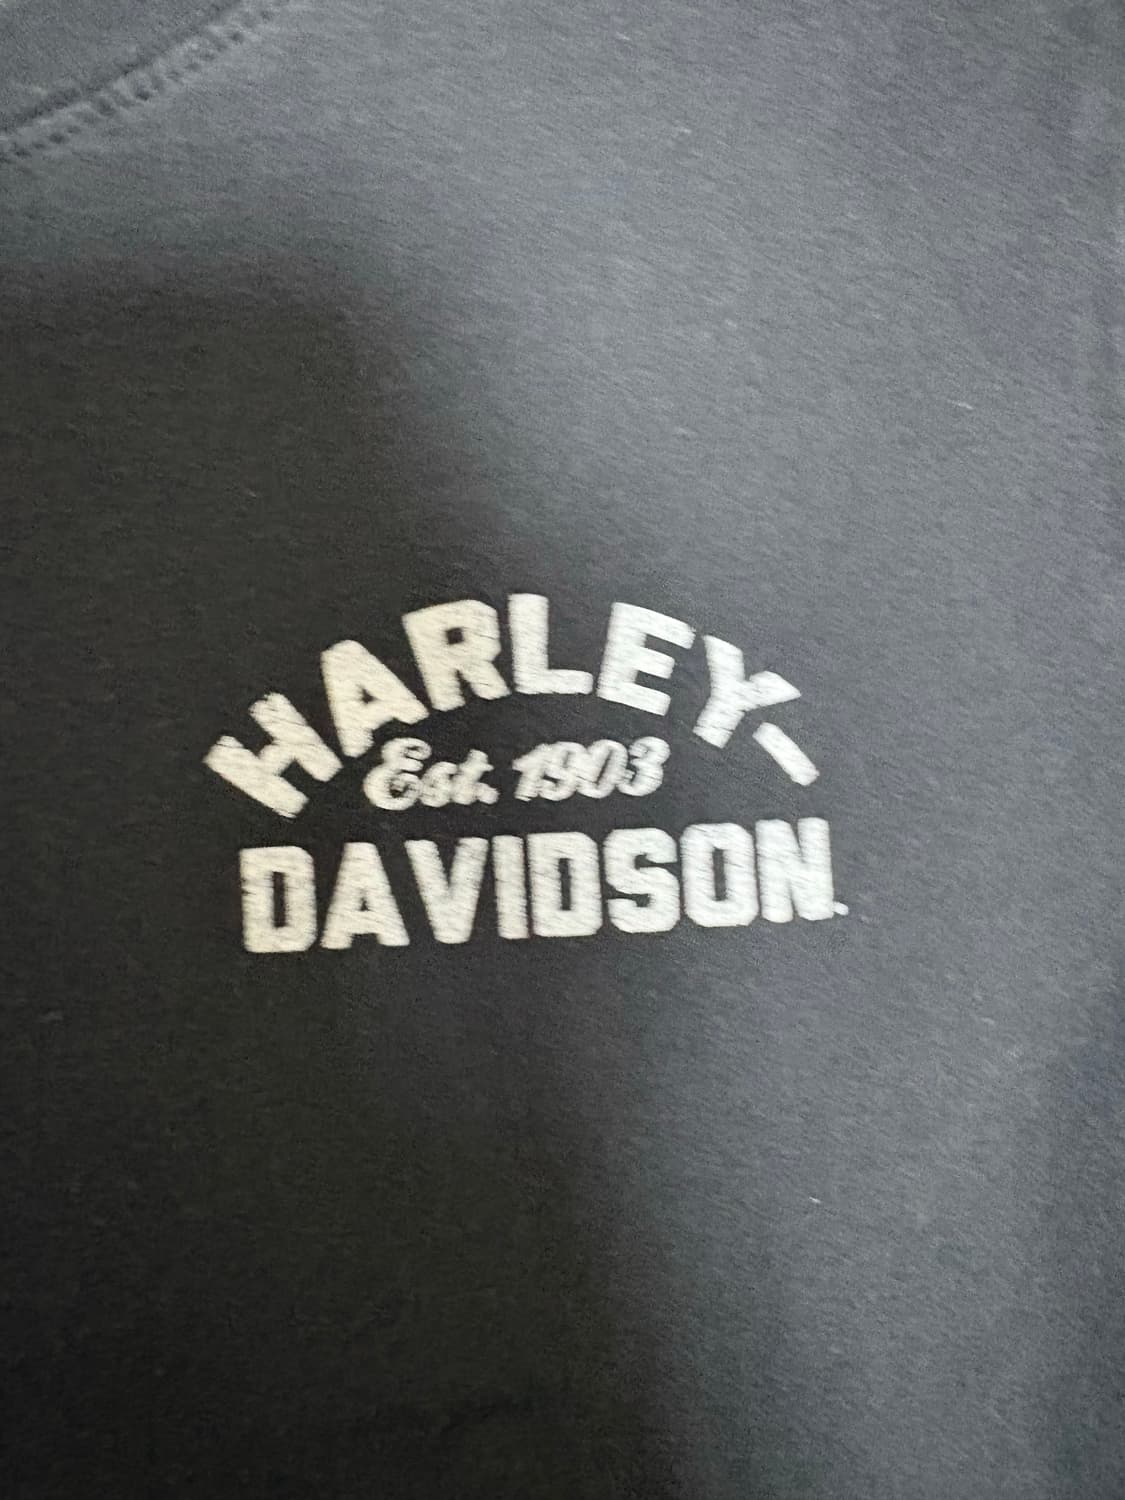 HARLEY-
Est. 1903
DAVIDSON.